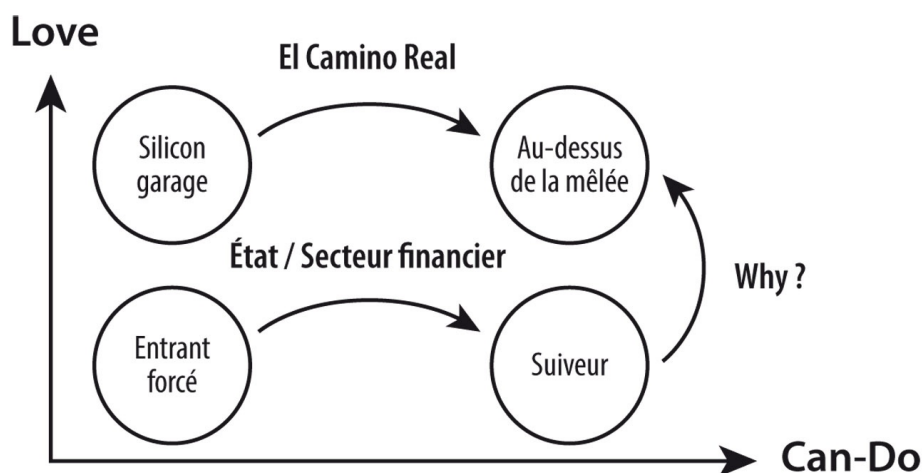 Love
El Camino Real
Silicon
garage
Au-dessus
de la mêlée
État / Secteur financier
Why ?
Entrant
forcé
Suiveur
Can-Do